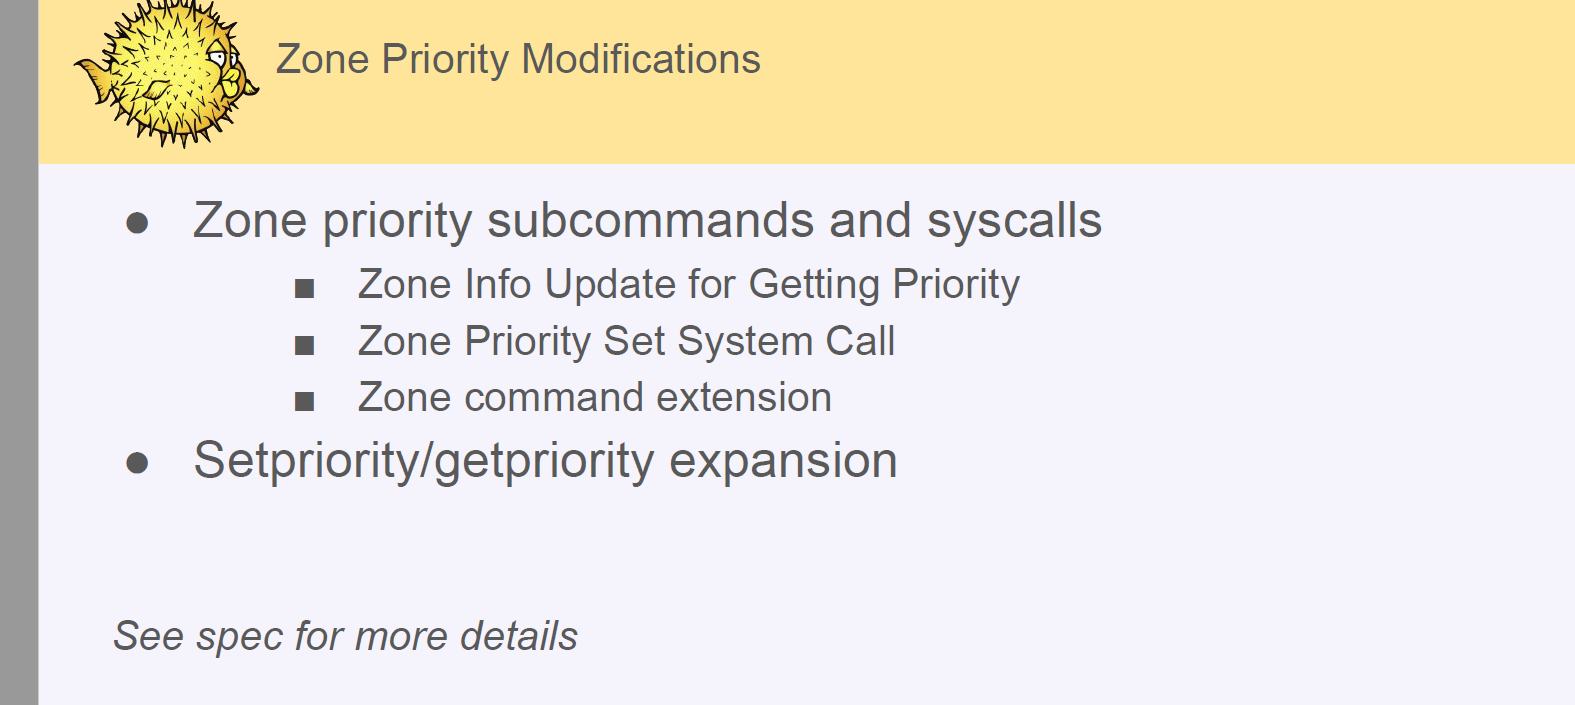 Zone Priority Modifications
● Zone priority subcommands and syscalls
■ Zone Info Update for Getting Priority
■ Zone Priority Set System Call
■ Zone command extension
● Setpriority/getpriority expansion
See spec for more details